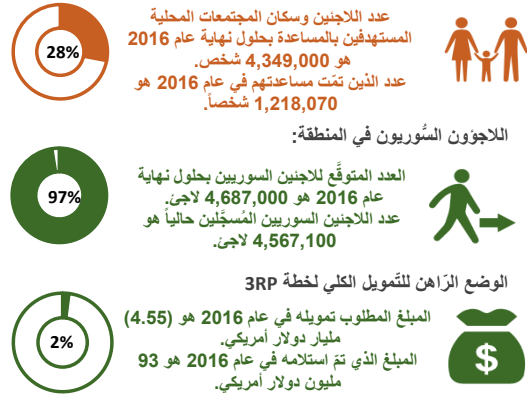 عدد اللاجئين وسكان المجتمعات المحلية
المستهدفين بالمساعدة بحلول نهاية عام 2016
هو 4,349,000 شخص.
عدد الذين تمّت مساعدتهم في عام 2016 هو
1,218,070 شخصاً.
28%
اللاجؤون السُّوريون في المنطقة:
العدد المتوقَّع للاجئين السوريين بحلول نهاية
عام 2016 هو 4,687,000 لاجئ.
عدد اللاجئين السوريين المُسجَّلين حالياً هو
4,567,100 لاجئ.
97%
الوضع الرّاهن للتَّمويل الكلي لخطة 3RP
المبلغ المطلوب تمويله في عام 2016 هو (4.55)
مليار دولار أمريكي.
المبلغ الذي تمّ استلامه في عام 2016 هو 93
مليون دولار أمريكي.
2%
$